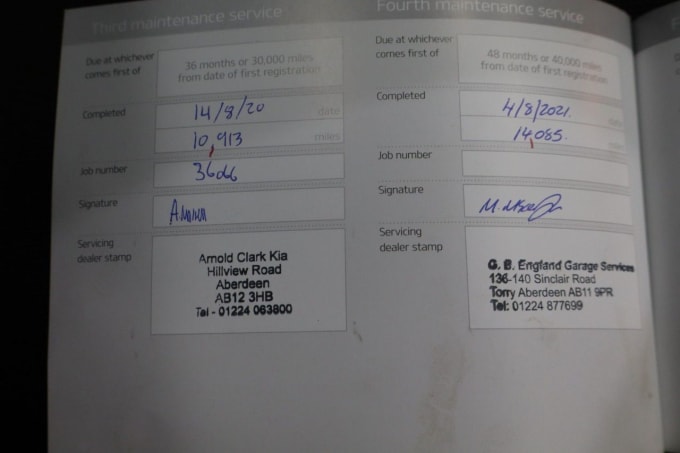 Third maintenance service
Due at whichever comes first of
36 months or 30,000 miles
from date of first registration
Completed
14/8/20 date
10,913 miles
Job number
3606
Signature
Servicing
dealer stamp
Arnold Clark Kia
Hillview Road
Aberdeen
AB12 3HB
Tel - 01224 063800
Fourth maintenance service
Due at whichever
comes first of
48 months or 40,000 miles
from date of first registration
Completed
4/8/2021
14,085
Job number
Signature
Servicing
dealer stamp
G. B. England Garage Services
136-140 Sinclair Road
Torry Aberdeen AB11 9PR
Tel: 01224 877699